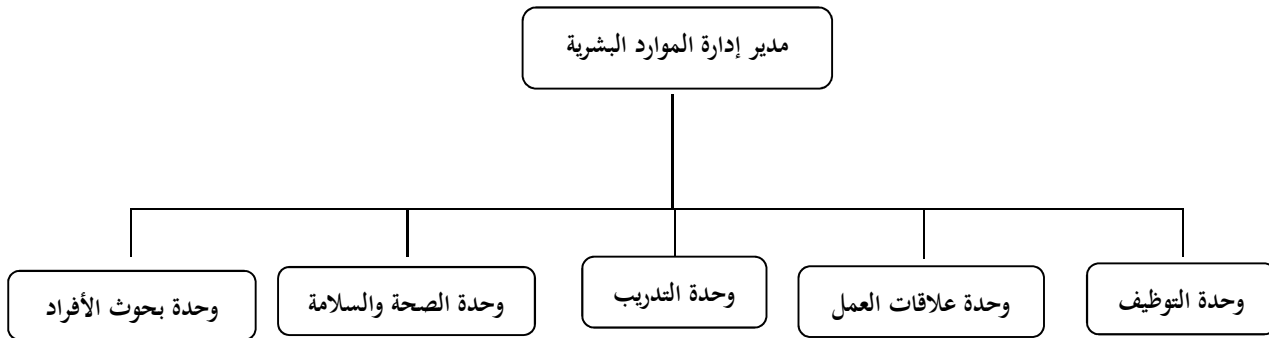 مدير إدارة الموارد البشرية
وحدة التوظيف
وحدة علاقات العمل
وحدة التدريب
وحدة الصحة والسلامة
وحدة بحوث الأفراد